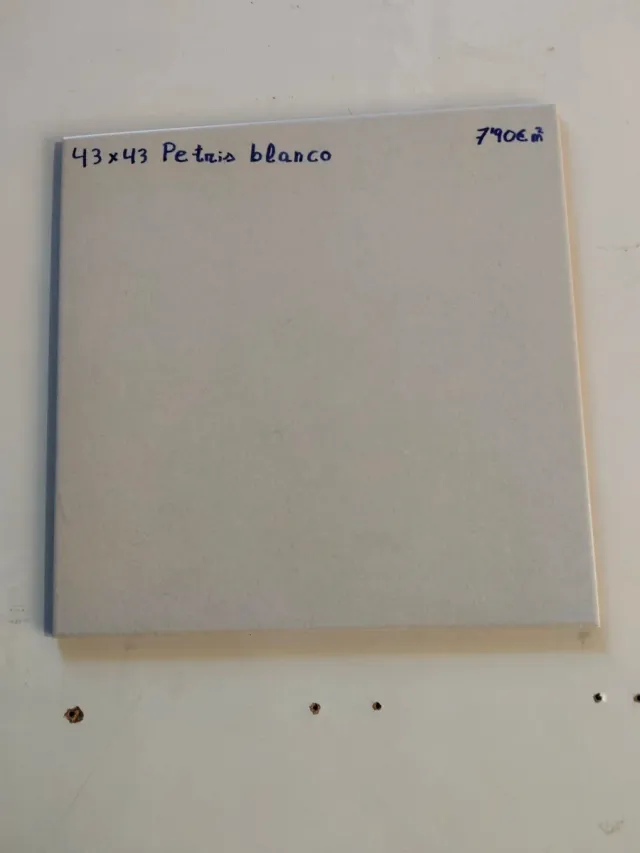 43x43 Petris blanco
7'90€ m²